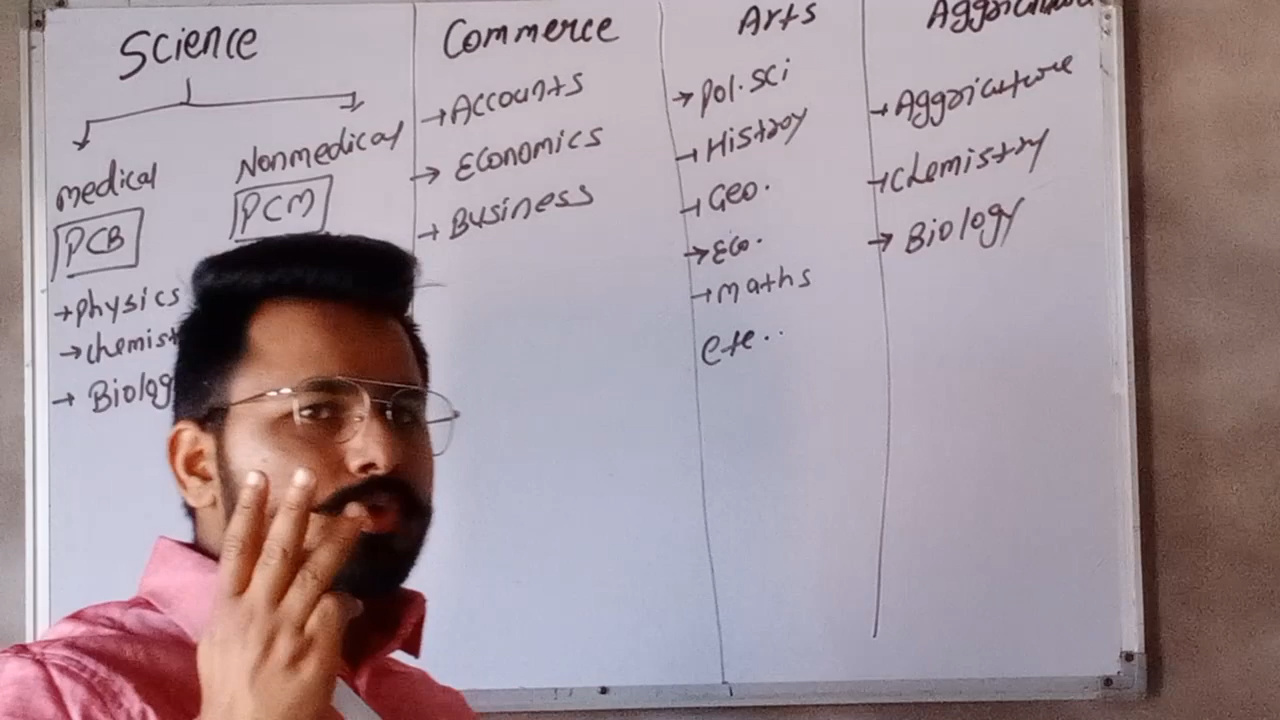 Science
medical
Nonmedical
PCB
PCM
→physics
→chemist
→ Biolog
Commerce
→Accounts
→ Economics
→ Business
Arts
→pol.sci
→Histroy
→Geo.
→Eco.
→maths
etc..
→Aggriculture
→chemistry
→ Biology